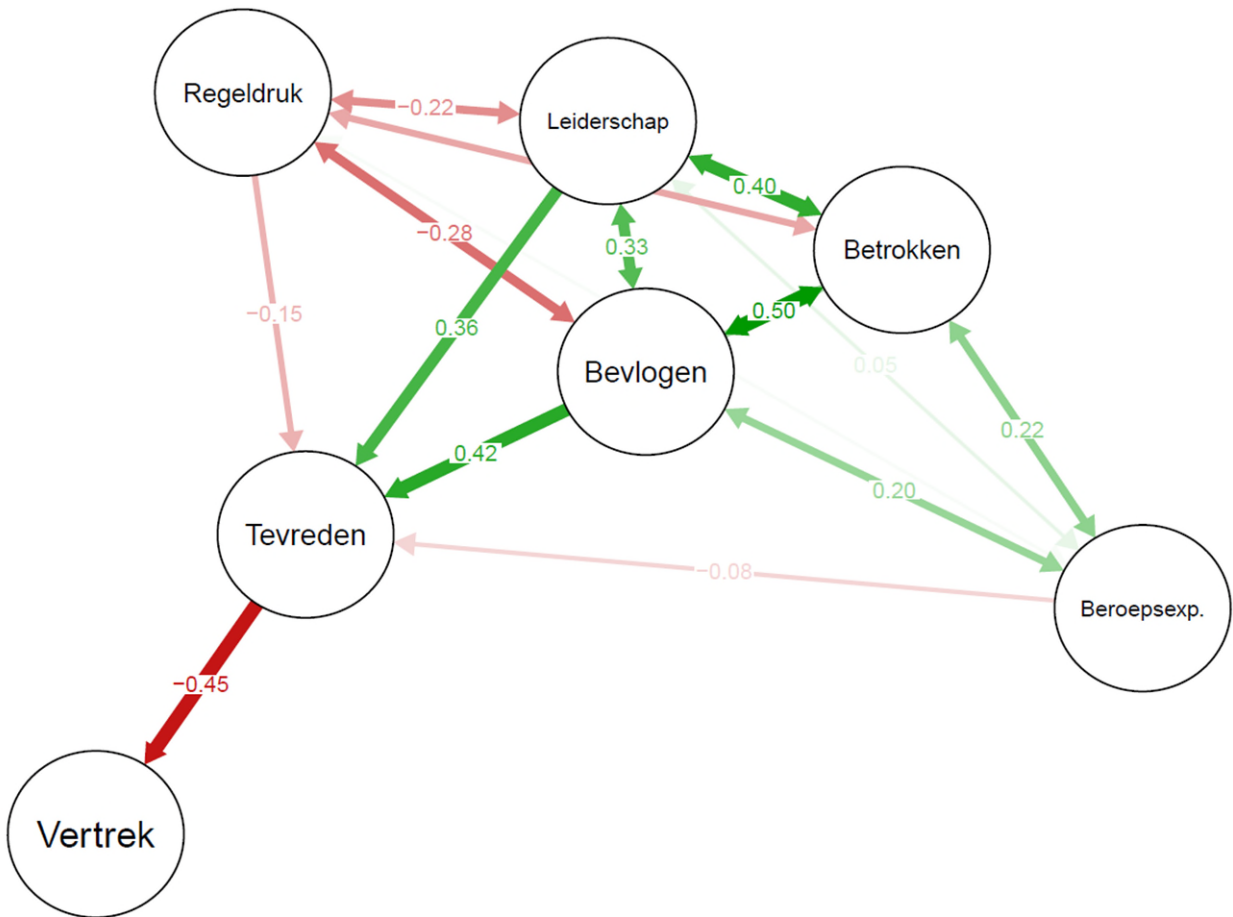 Regeldruk
−0.22
Leiderschap
0.40
−0.28
0.33
Betrokken
−0.15
0.36
0.50
Bevlogen
0.05
0.42
0.20
0.22
Tevreden
−0.08
Beroepsexp.
−0.45
Vertrek